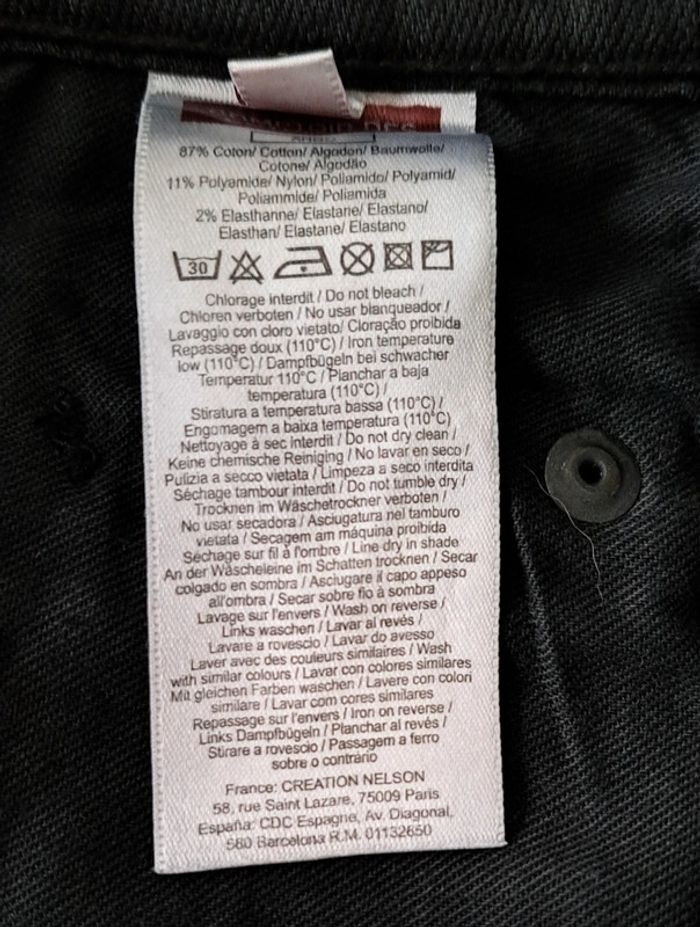 87% Coton/ Cotton/ Algodon/ Baumwolle/
Cotone/ Algodão
11% Polyamide/ Nylon/ Poliamido/ Polyamid/
Poliammide/ Poliamida
2% Elasthanne/ Elastane/ Elastano/
Elasthan/ Elastane/ Elastano
30
Chlorage interdit / Do not bleach /
Chloren verboten / No usar blanqueador /
Lavaggio con cloro vietato/ Cloração proibida
Repassage doux (110°C) / Iron temperature
low (110°C) / Dampfbügeln bei schwacher
Temperatur 110°C / Planchar a baja
temperatura (110°C) /
Stiratura a temperatura bassa (110°C) /
Engomagem a baixa temperatura (110°C)
Nettoyage à sec interdit / Do not dry clean /
Keine chemische Reiniging / No lavar en seco /
Pulizia a secco vietata / Limpeza a seco interdita
Séchage tambour interdit / Do not tumble dry /
Trocknen im Wäschetrockner verboten /
No usar secadora / Asciugatura nel tamburo
vietata / Secagem am máquina proibida
Séchage sur fil à l'ombre / Line dry in shade
An der Wäscheleine im Schatten trocknen / Secar
colgado en sombra / Asciugare il capo appeso
all'ombra / Secar sobre fio à sombra
Lavage sur l'envers / Wash on reverse /
Links waschen / Lavar al revés /
Lavare a rovescio / Lavar do avesso
Laver avec des couleurs similaires / Wash
with similar colours / Lavar con colores similares
Mit gleichen Farben waschen / Lavere con colori
similare / Lavar com cores similares
Repassage sur l'envers / Iron on reverse /
Links Dampfbügeln / Planchar al revés /
Stirare a rovescio / Passagem a ferro
sobre o contrário
France: CREATION NELSON
58, rue Saint Lazare, 75009 Paris
España: CDC Espagne, Av. Diagonal,
580 Barcelona R.M. 01132650